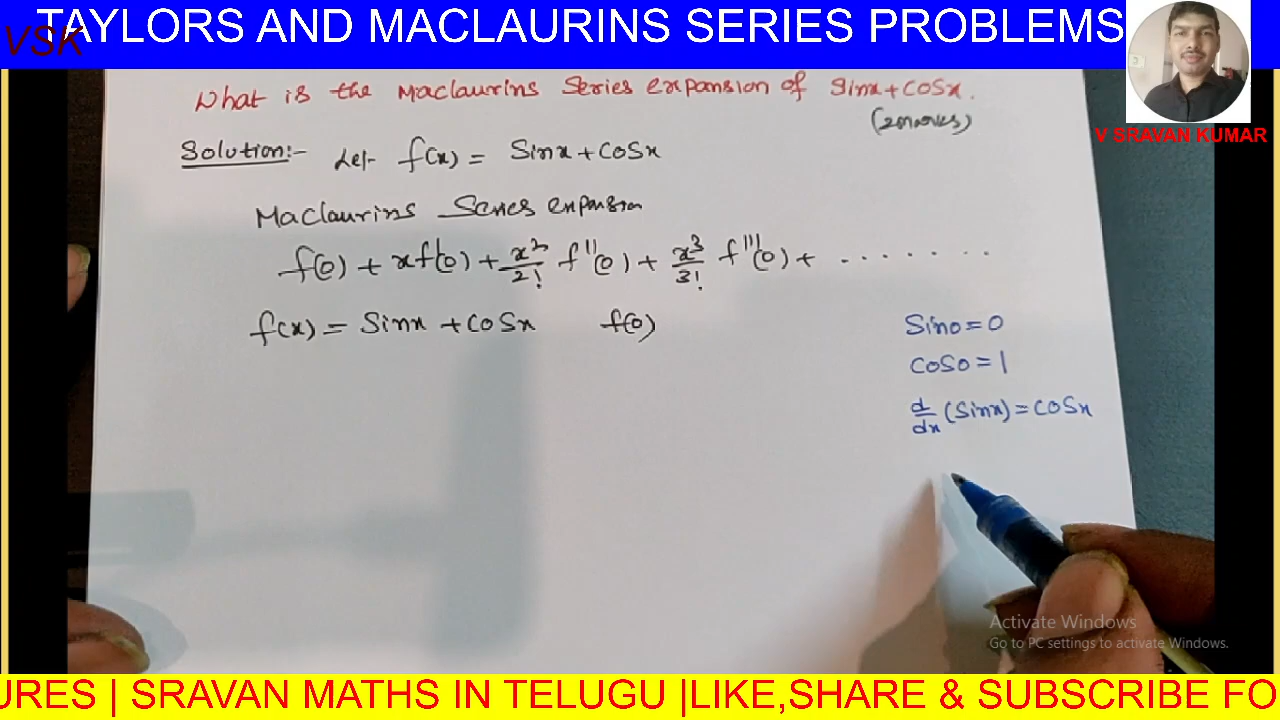 TAYLORS AND MACLAURINS SERIES PROBLEMS
VSK
V SRAVAN KUMAR
What is the Maclaurins Series expansion of Sinx+COSx.
(2marks)
Solution:- Let f(x) = Sinx+COSx
Maclaurins Series expansion
f(0) + xf'(0) + x²/2! f''(0) + x³/3! f'''(0) + . . . . . . .
f(x) = Sinx + COSx f(0)
Sin0=0
COS0=1
d/dx (Sinx)=COSx
Activate Windows
Go to PC settings to activate Windows.
URES | SRAVAN MATHS IN TELUGU |LIKE,SHARE & SUBSCRIBE FO